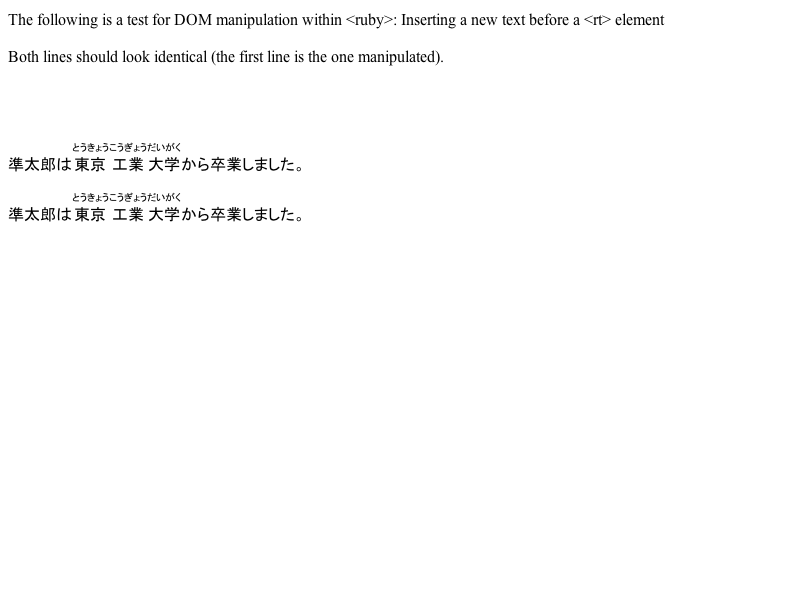 The following is a test for DOM manipulation within <ruby>: Inserting a new text before a <rt> element
Both lines should look identical (the first line is the one manipulated).
とうきょうこうぎょうだいがく
準太郎は東京 工業 大学から卒業しました。
とうきょうこうぎょうだいがく
準太郎は東京 工業 大学から卒業しました。